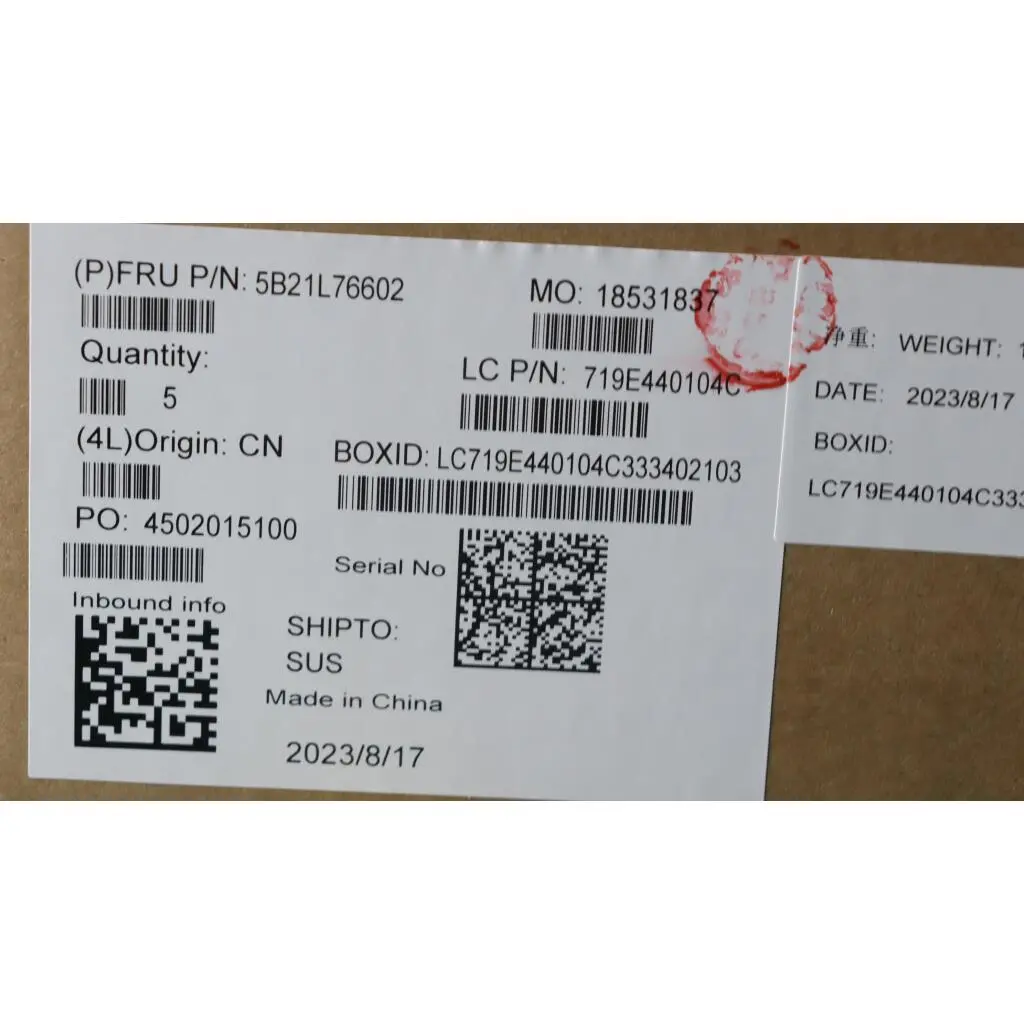 (P)FRU P/N: 5B21L76602
MO: 18531837
Quantity:
5
LC P/N: 719E440104C
(4L)Origin: CN
BOXID: LC719E440104C333402103
PO: 4502015100
Serial No
Inbound info
SHIPTO:
SUS
Made in China
2023/8/17
净重: WEIGHT:
DATE: 2023/8/17
BOXID:
LC719E440104C333